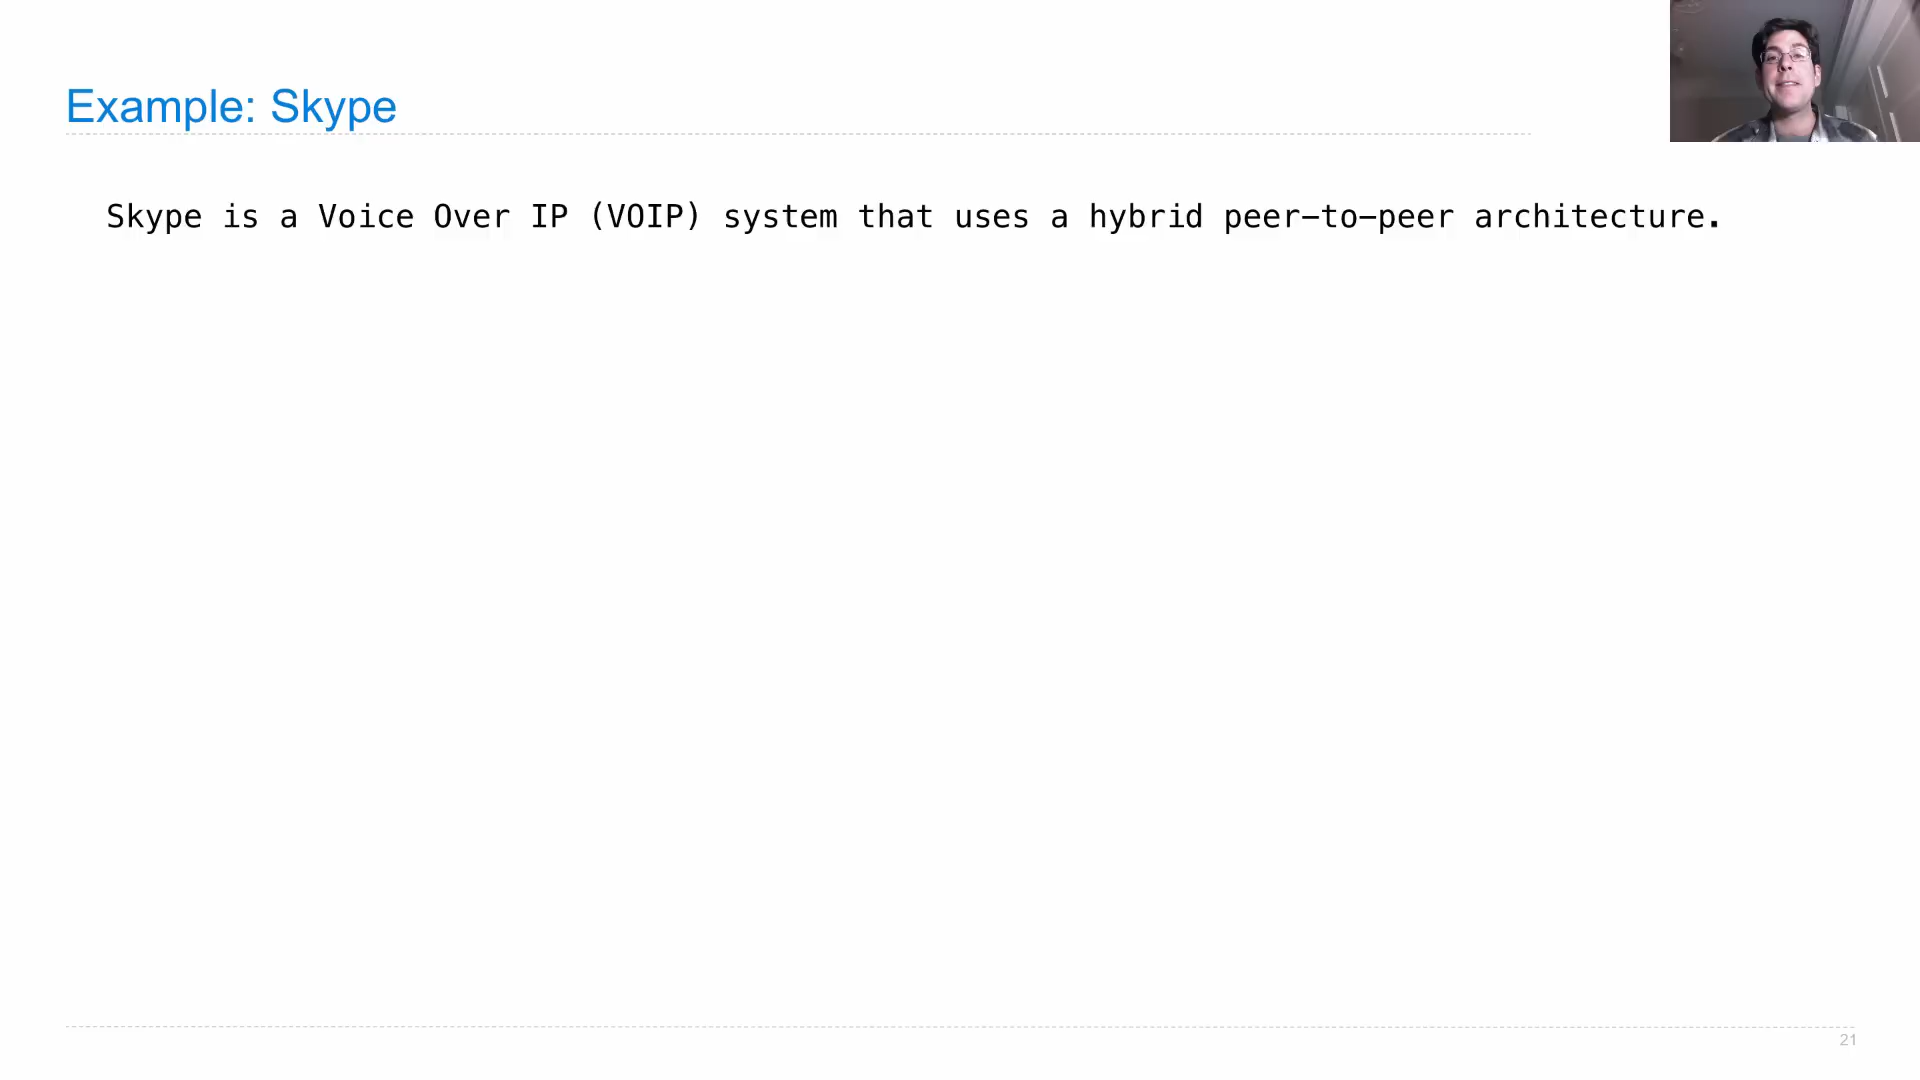 Example: Skype
Skype is a Voice Over IP (VOIP) system that uses a hybrid peer-to-peer architecture.
21